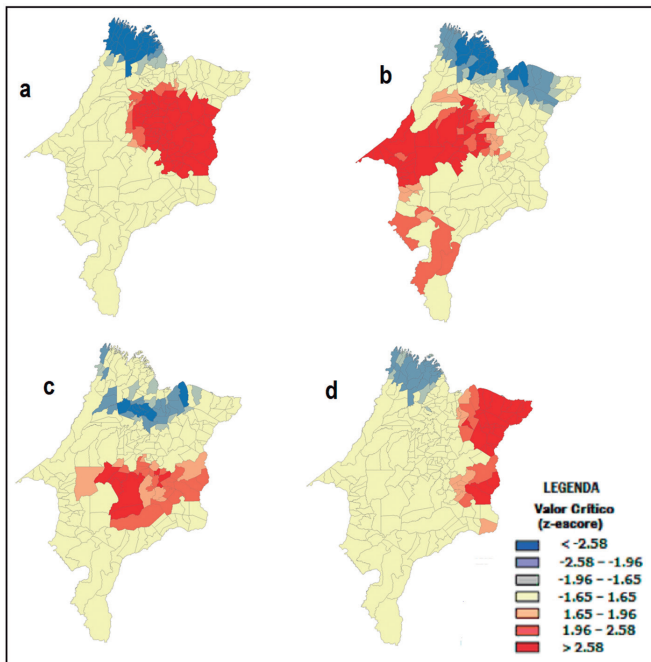 a
b
c
d
LEGENDA
Valor Crítico
(z-escore)
< -2.58
-2.58 – -1.96
-1.96 – -1.65
-1.65 – 1.65
1.65 – 1.96
1.96 – 2.58
> 2.58